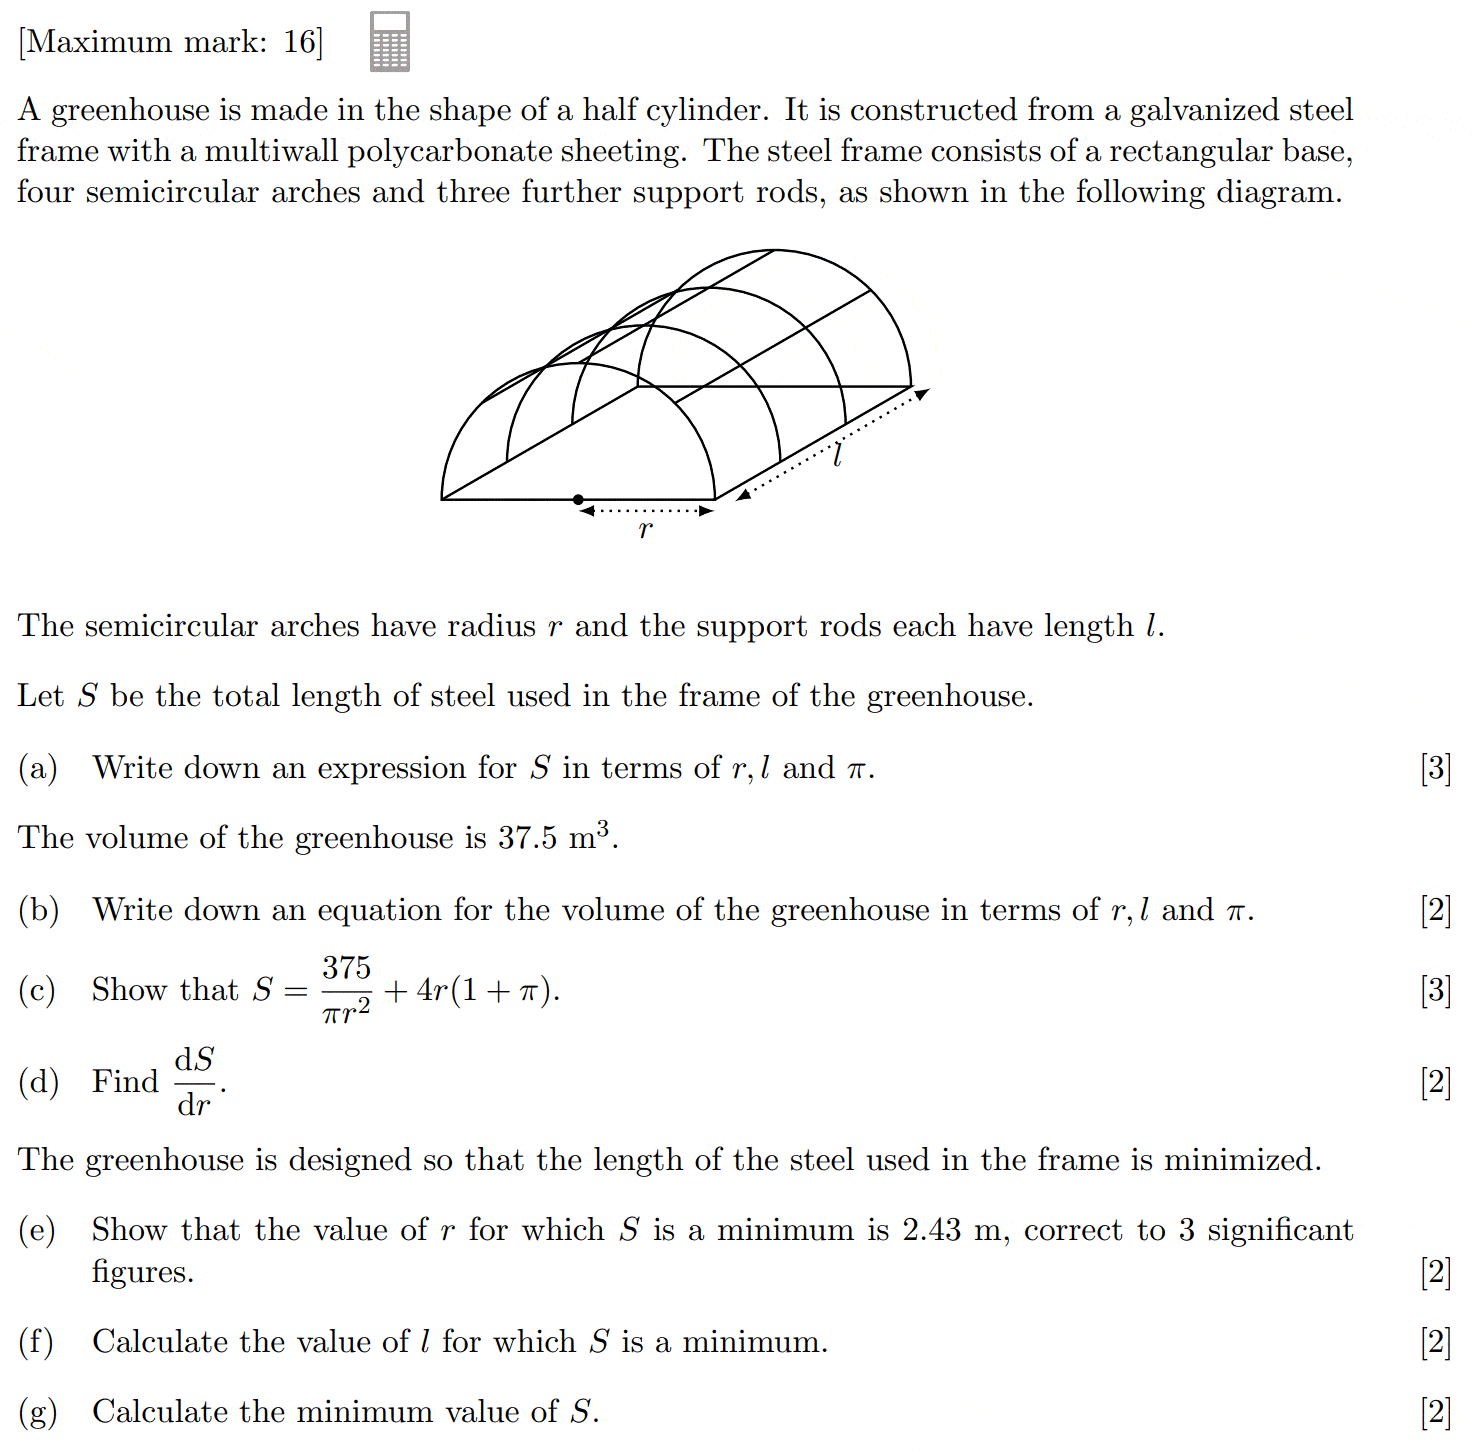 [Maximum mark: 16]
A greenhouse is made in the shape of a half cylinder. It is constructed from a galvanized steel
frame with a multiwall polycarbonate sheeting. The steel frame consists of a rectangular base,
four semicircular arches and three further support rods, as shown in the following diagram.
l
r
The semicircular arches have radius r and the support rods each have length l.
Let S be the total length of steel used in the frame of the greenhouse.
(a) Write down an expression for S in terms of r, l and π. [3]
The volume of the greenhouse is 37.5 m³.
(b) Write down an equation for the volume of the greenhouse in terms of r, l and π. [2]
(c) Show that S = 375/πr² + 4r(1 + π). [3]
(d) Find dS/dr. [2]
The greenhouse is designed so that the length of the steel used in the frame is minimized.
(e) Show that the value of r for which S is a minimum is 2.43 m, correct to 3 significant
figures. [2]
(f) Calculate the value of l for which S is a minimum. [2]
(g) Calculate the minimum value of S. [2]